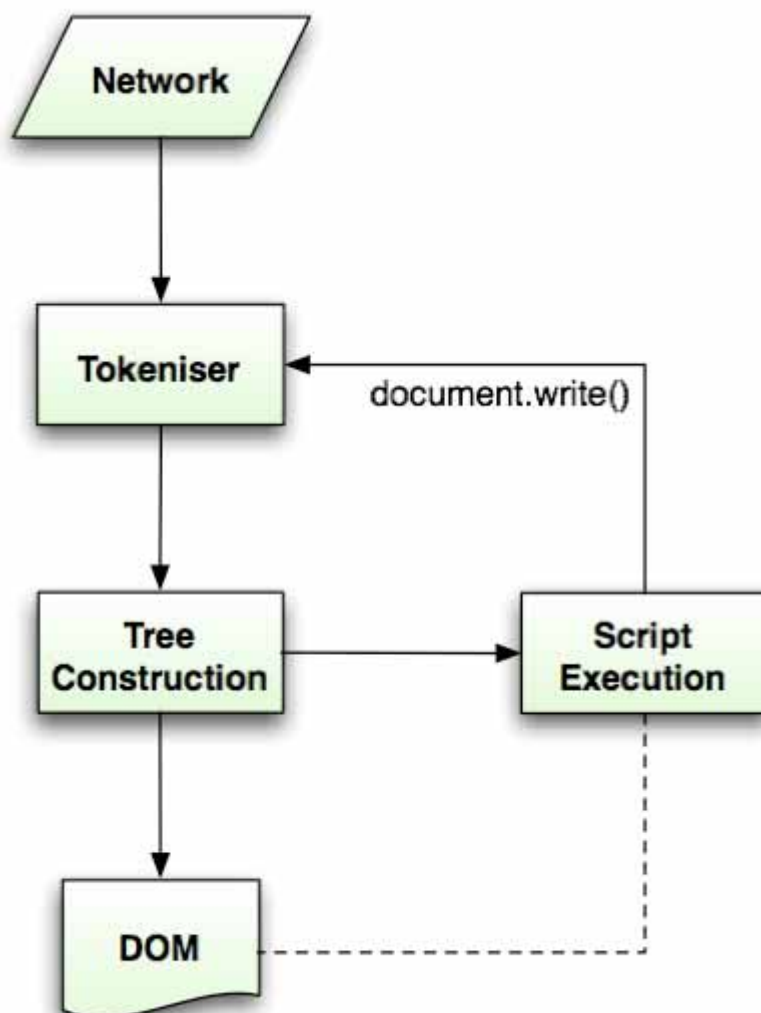 Network
Tokeniser
document.write()
Tree
Construction
Script
Execution
DOM